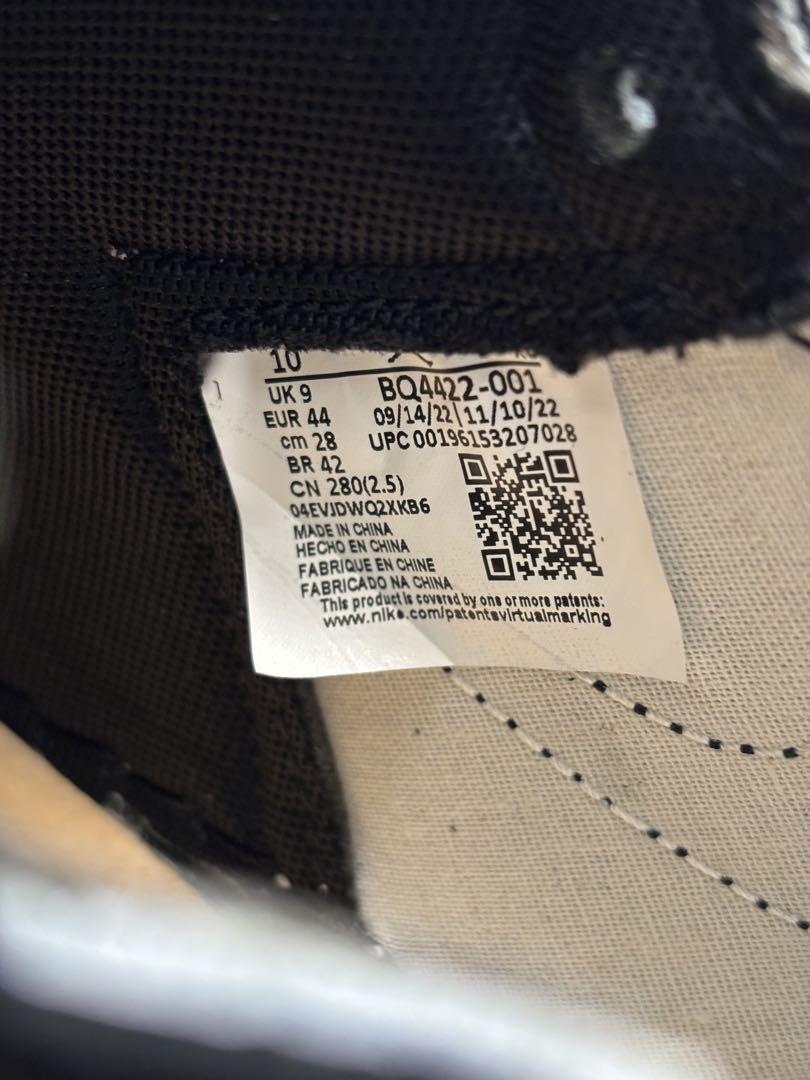 10
UK 9 BQ4422-001
EUR 44 09/14/22\11/10/22
cm 28 UPC 00196153207028
BR 42
CN 280(2.5)
04EVJDWQ2XKB6
MADE IN CHINA
HECHO EN CHINA
FABRIQUE EN CHINE
FABRICADO NA CHINA
This product is covered by one or more patents:
www.nike.com/patentsvirtualmarking